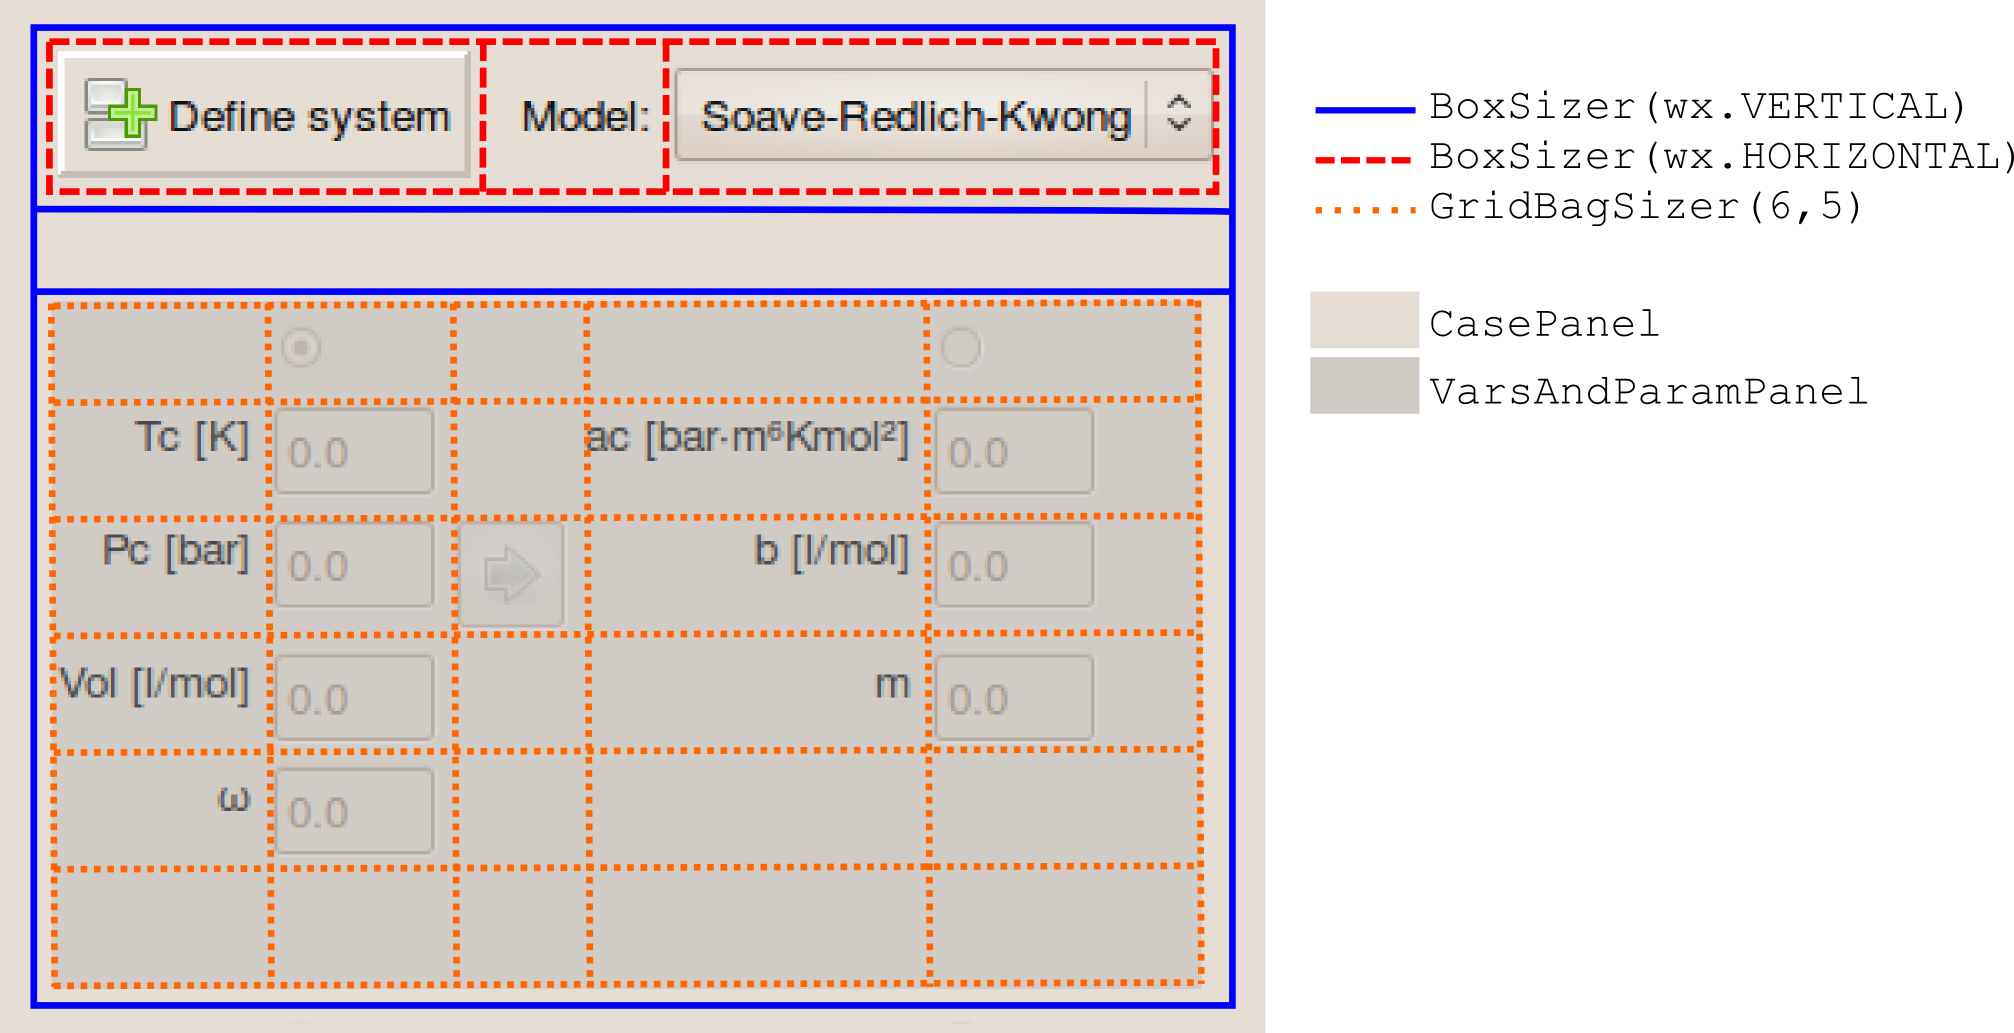 Define system Model: Soave-Redlich-Kwong
Tc [K] 0.0 ac [bar·m⁶Kmol²] 0.0
Pc [bar] 0.0 b [l/mol] 0.0
Vol [l/mol] 0.0 m 0.0
ω 0.0
BoxSizer(wx.VERTICAL)
BoxSizer(wx.HORIZONTAL)
GridBagSizer(6,5)
CasePanel
VarsAndParamPanel